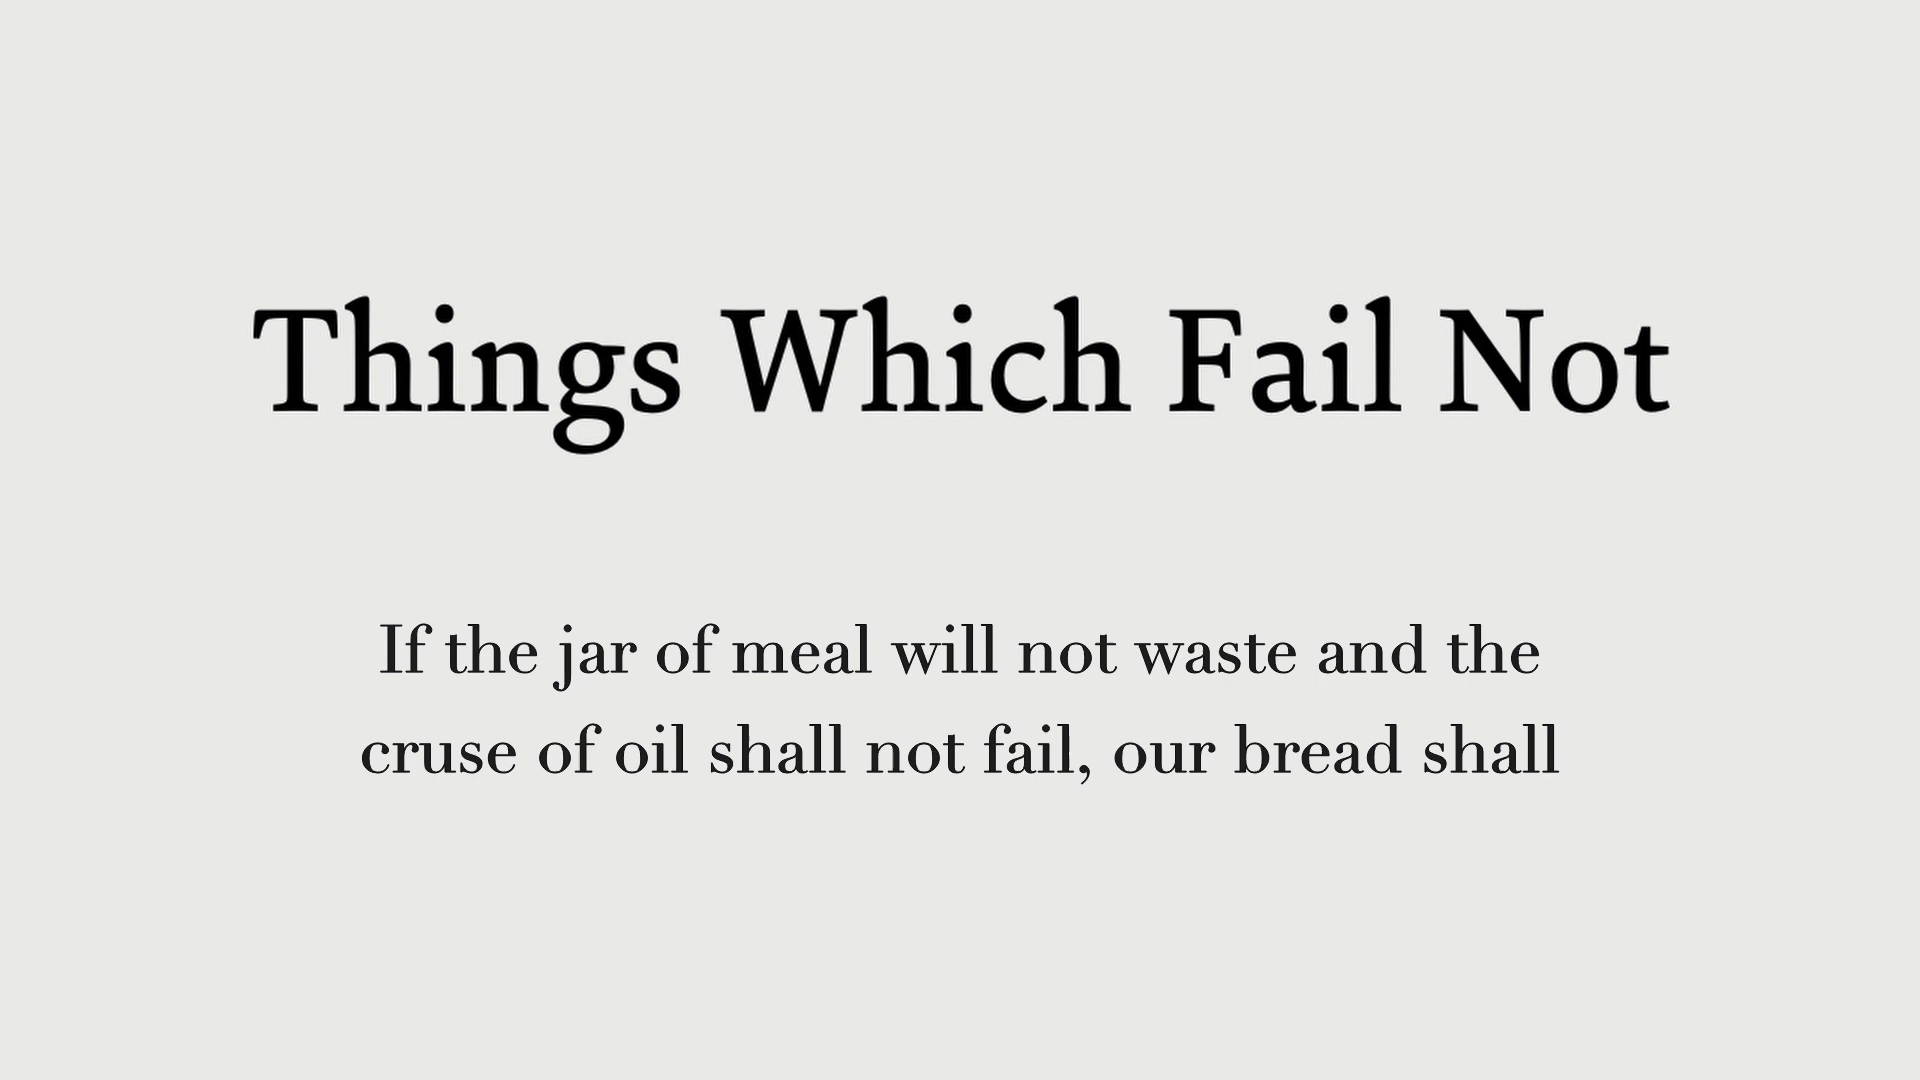 Things Which Fail Not
If the jar of meal will not waste and the
cruse of oil shall not fail, our bread shall